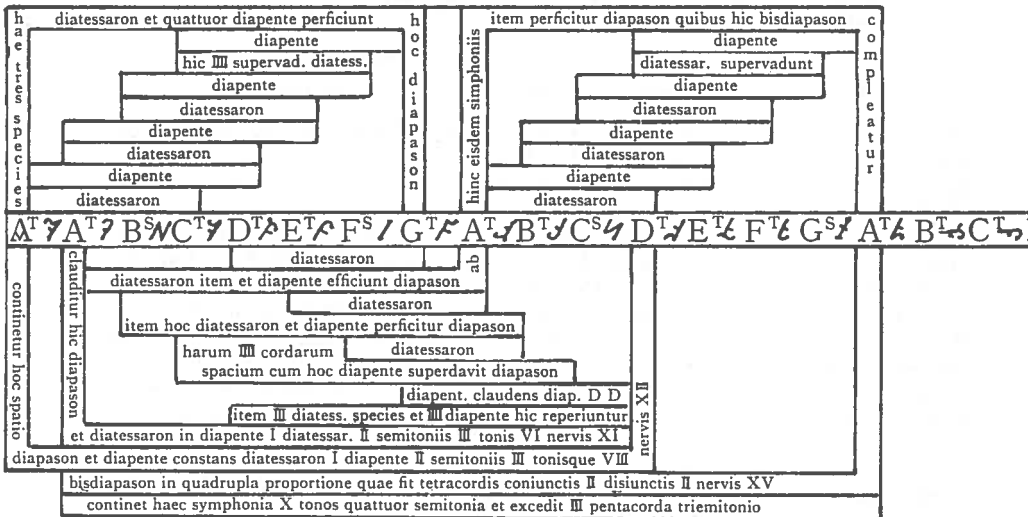 hae tres species
diatessaron et quattuor diapente perficiunt
diapente
hic IIII supervad. diatess.
diapente
diatessaron
diapente
diatessaron
diapente
diatessaron
hoc diapason
hinc eisdem simphoniis
item perficitur diapason quibus hic bisdiapason
diapente
diatessar. supervadunt
diapente
diatessaron
diapente
diatessaron
diapente
diatessaron
compleatur
A T A T B S C T D T E T F S G T A T B T C S D T E T F T G S A T B T C T
continetur hoc spatio
clauditur hic diapason
diatessaron
ab
diatessaron item et diapente efficiunt diapason
diatessaron
item hoc diatessaron et diapente perficitur diapason
harum IIII cordarum
diatessaron
spacium cum hoc diapente superdavit diapason
diapent. claudens diap. D D
item III diatess. species et IIII diapente hic reperiuntur
et diatessaron in diapente I diatessar. II semitoniis III tonis VI nervis XI
nervis XII
diapason et diapente constans diatessaron I diapente II semitoniis III tonisque VIII
bisdiapason in quadrupla proportione quae fit tetracordis coniunctis II disiunctis II nervis XV
continet haec symphonia X tonos quattuor semitonia et excedit III pentacorda triemitonio